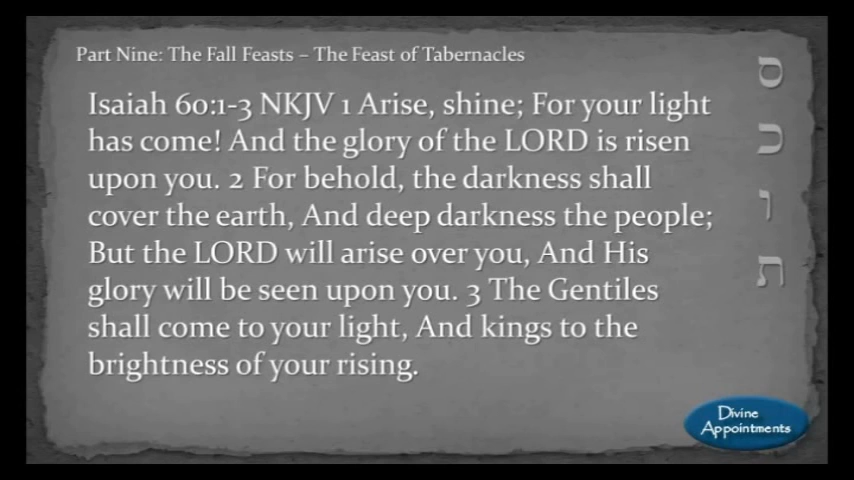 Part Nine: The Fall Feasts – The Feast of Tabernacles
Isaiah 60:1-3 NKJV 1 Arise, shine; For your light
has come! And the glory of the LORD is risen
upon you. 2 For behold, the darkness shall
cover the earth, And deep darkness the people;
But the LORD will arise over you, And His
glory will be seen upon you. 3 The Gentiles
shall come to your light, And kings to the
brightness of your rising.
ס
ט
י
ת
Divine
Appointments